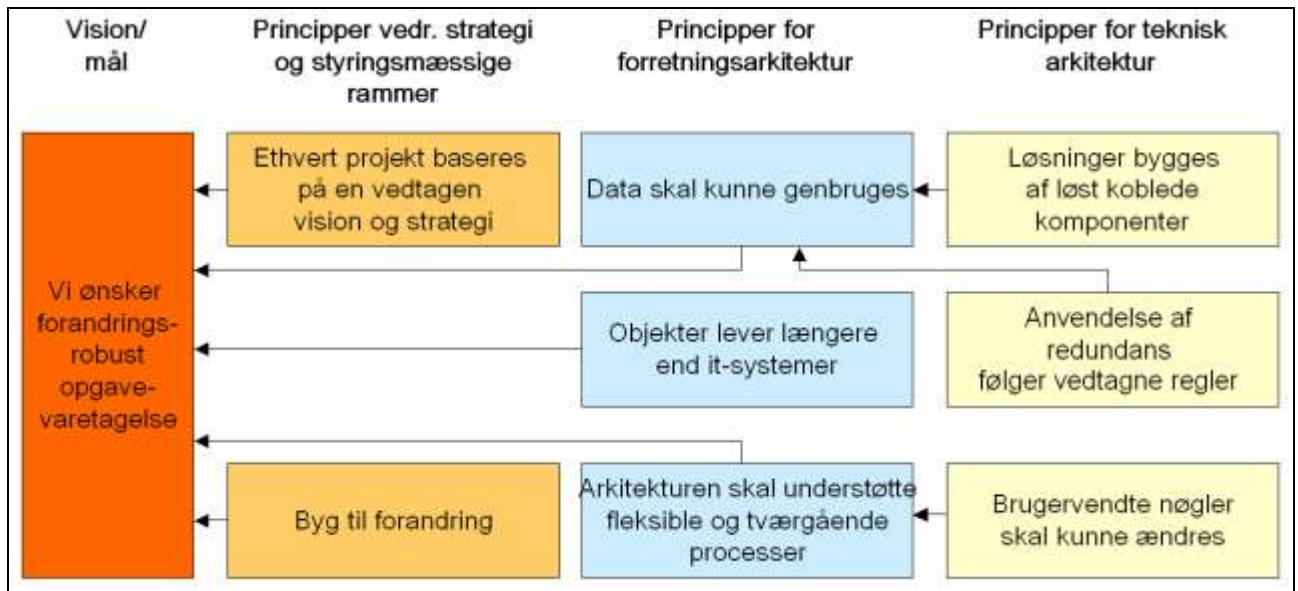 Vision/
mål
Principper vedr. strategi
og styringsmæssige
rammer
Principper for
forretningsarkitektur
Principper for teknisk
arkitektur
Vi ønsker
forandrings-
robust
opgave-
varetagelse
Ethvert projekt baseres
på en vedtagen
vision og strategi
Data skal kunne genbruges
Løsninger bygges
af løst koblede
komponenter
Objekter lever længere
end it-systemer
Anvendelse af
redundans
følger vedtagne regler
Byg til forandring
Arkitekturen skal understøtte
fleksible og tværgående
processer
Brugervendte nøgler
skal kunne ændres